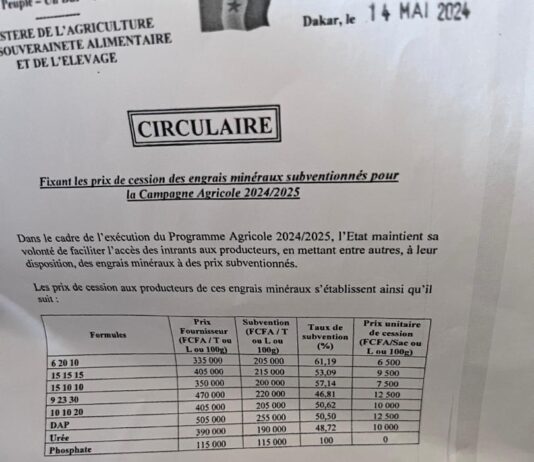 Peuple – Un
Dakar, le 14 MAI 2024
STERE DE L'AGRICULTURE
SOUVERAINETE ALIMENTAIRE
ET DE L'ELEVAGE
CIRCULAIRE
Fixant les prix de cession des engrais minéraux subventionnés pour
la Campagne Agricole 2024/2025
Dans le cadre de l'exécution du Programme Agricole 2024/2025, l'Etat maintient sa
volonté de faciliter l'accès des intrants aux producteurs, en mettant entre autres, à leur
disposition, des engrais minéraux à des prix subventionnés.
Les prix de cession aux producteurs de ces engrais minéraux s'établissent ainsi qu'il
suit :
Formules
Prix
Fournisseur
(FCFA / T ou
L ou 100g)
Subvention
(FCFA / T
ou L ou
100g)
Taux de
subvention
(%)
Prix unitaire
de cession
(FCFA/Sac ou
L ou 100g)
6 20 10 335 000 205 000 61,19 6 500
15 15 15 405 000 215 000 53,09 9 500
15 10 10 350 000 200 000 57,14 7 500
9 23 30 470 000 220 000 46,81 12 500
10 10 20 405 000 205 000 50,62 10 000
DAP 505 000 255 000 50,50 12 500
Urée 390 000 190 000 48,72 10 000
Phosphate 115 000 115 000 100 0